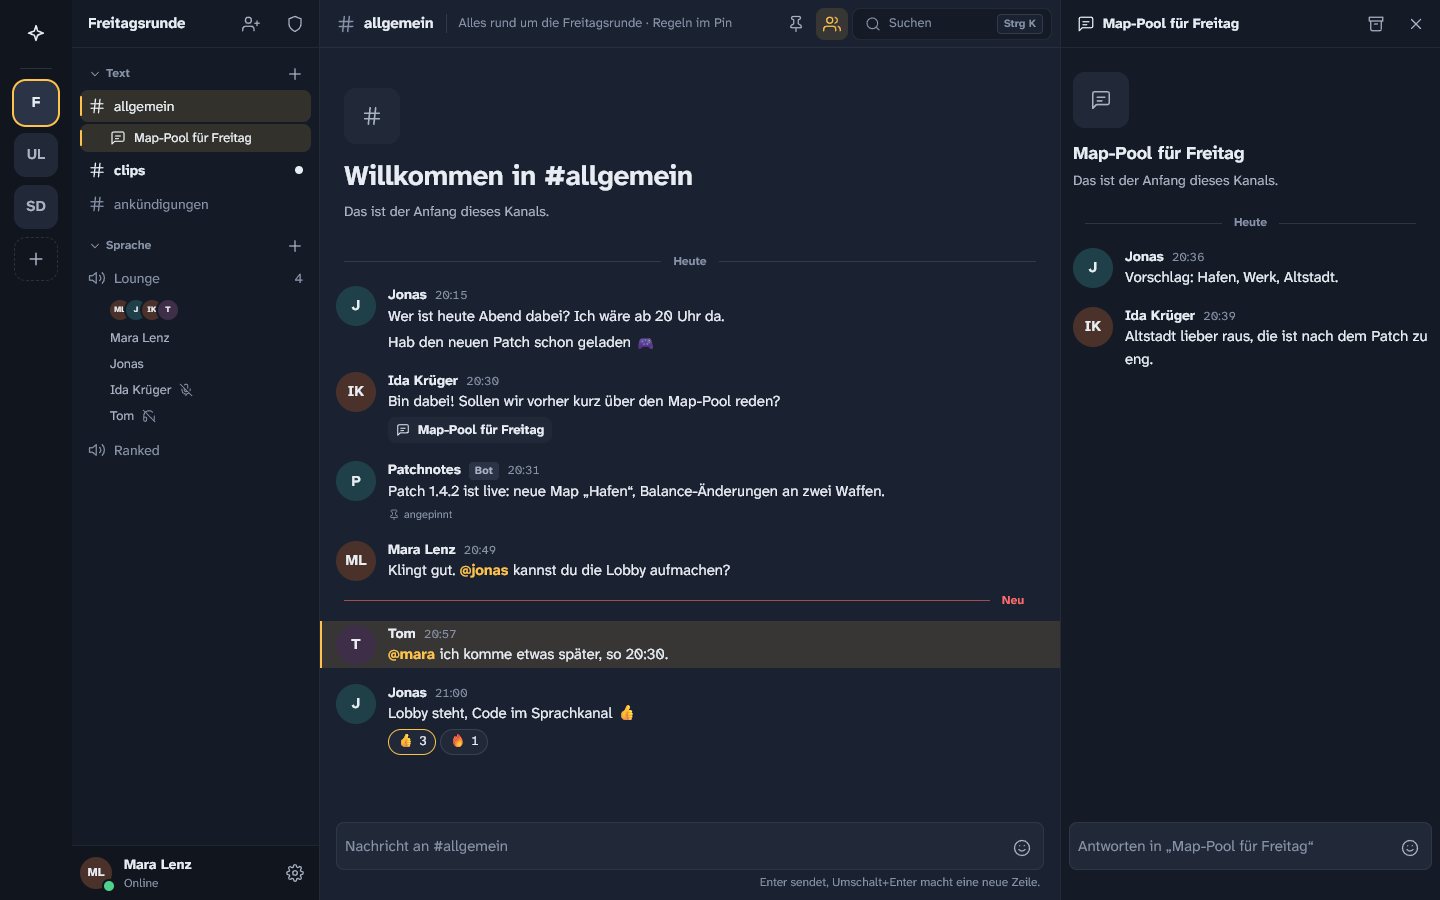 Freitagsrunde
F
UL
SD
Text
allgemein
Map-Pool für Freitag
clips
ankündigungen
Sprache
Lounge 4
ML J IK T
Mara Lenz
Jonas
Ida Krüger
Tom
Ranked
ML Mara Lenz
Online
# allgemein Alles rund um die Freitagsrunde · Regeln im Pin
Suchen Strg K
#
Willkommen in #allgemein
Das ist der Anfang dieses Kanals.
Heute
J Jonas 20:15
Wer ist heute Abend dabei? Ich wäre ab 20 Uhr da.
Hab den neuen Patch schon geladen 🎮
IK Ida Krüger 20:30
Bin dabei! Sollen wir vorher kurz über den Map-Pool reden?
Map-Pool für Freitag
P Patchnotes Bot 20:31
Patch 1.4.2 ist live: neue Map „Hafen“, Balance-Änderungen an zwei Waffen.
angepinnt
ML Mara Lenz 20:49
Klingt gut. @jonas kannst du die Lobby aufmachen?
Neu
T Tom 20:57
@mara ich komme etwas später, so 20:30.
J Jonas 21:00
Lobby steht, Code im Sprachkanal 👍
👍 3 🔥 1
Nachricht an #allgemein
Enter sendet, Umschalt+Enter macht eine neue Zeile.
Map-Pool für Freitag
Map-Pool für Freitag
Das ist der Anfang dieses Kanals.
Heute
J Jonas 20:36
Vorschlag: Hafen, Werk, Altstadt.
IK Ida Krüger 20:39
Altstadt lieber raus, die ist nach dem Patch zu
eng.
Antworten in „Map-Pool für Freitag“